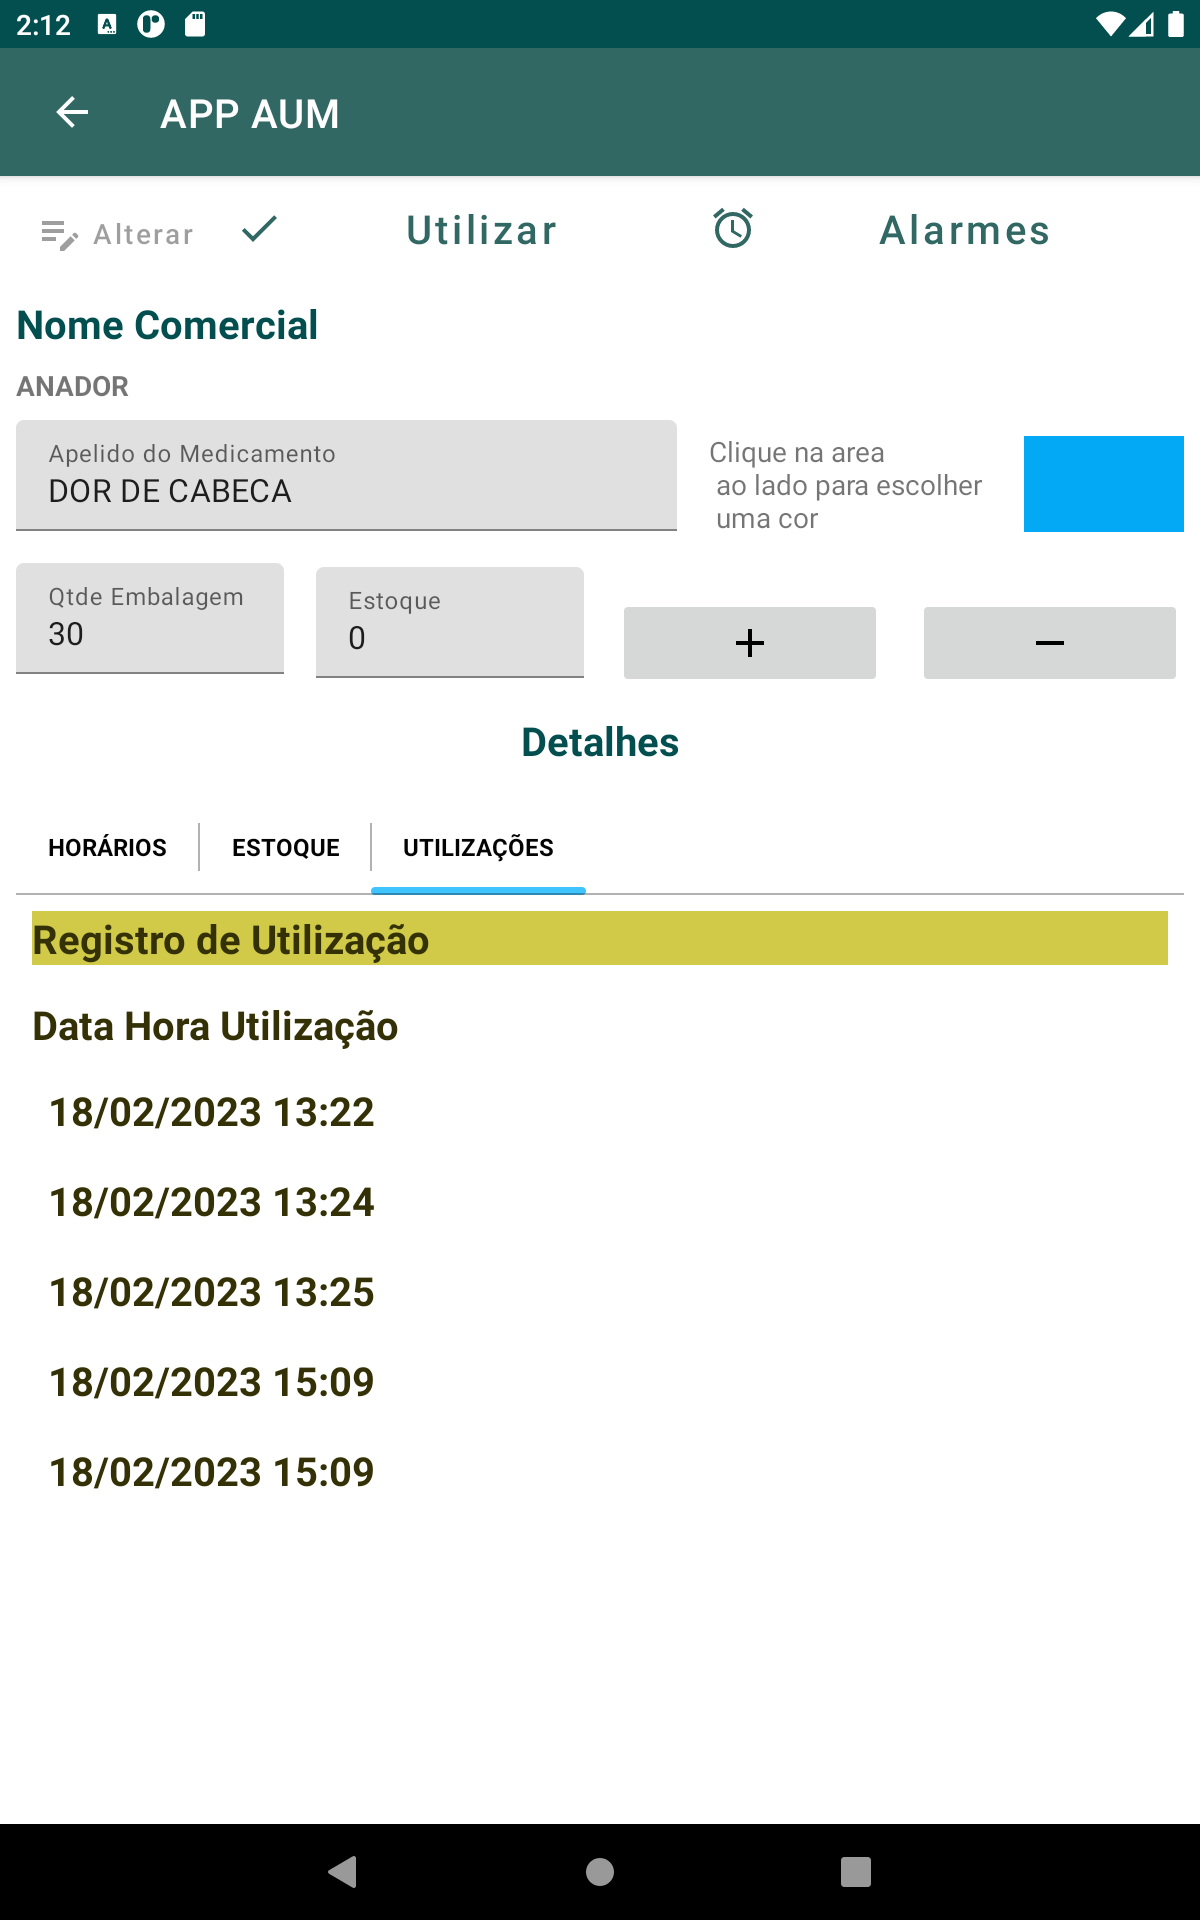 2:12
APP AUM
Alterar
Utilizar
Alarmes
Nome Comercial
ANADOR
Apelido do Medicamento
DOR DE CABECA
Clique na area
ao lado para escolher
uma cor
Qtde Embalagem
30
Estoque
0
+
−
Detalhes
HORÁRIOS
ESTOQUE
UTILIZAÇÕES
Registro de Utilização
Data Hora Utilização
18/02/2023 13:22
18/02/2023 13:24
18/02/2023 13:25
18/02/2023 15:09
18/02/2023 15:09